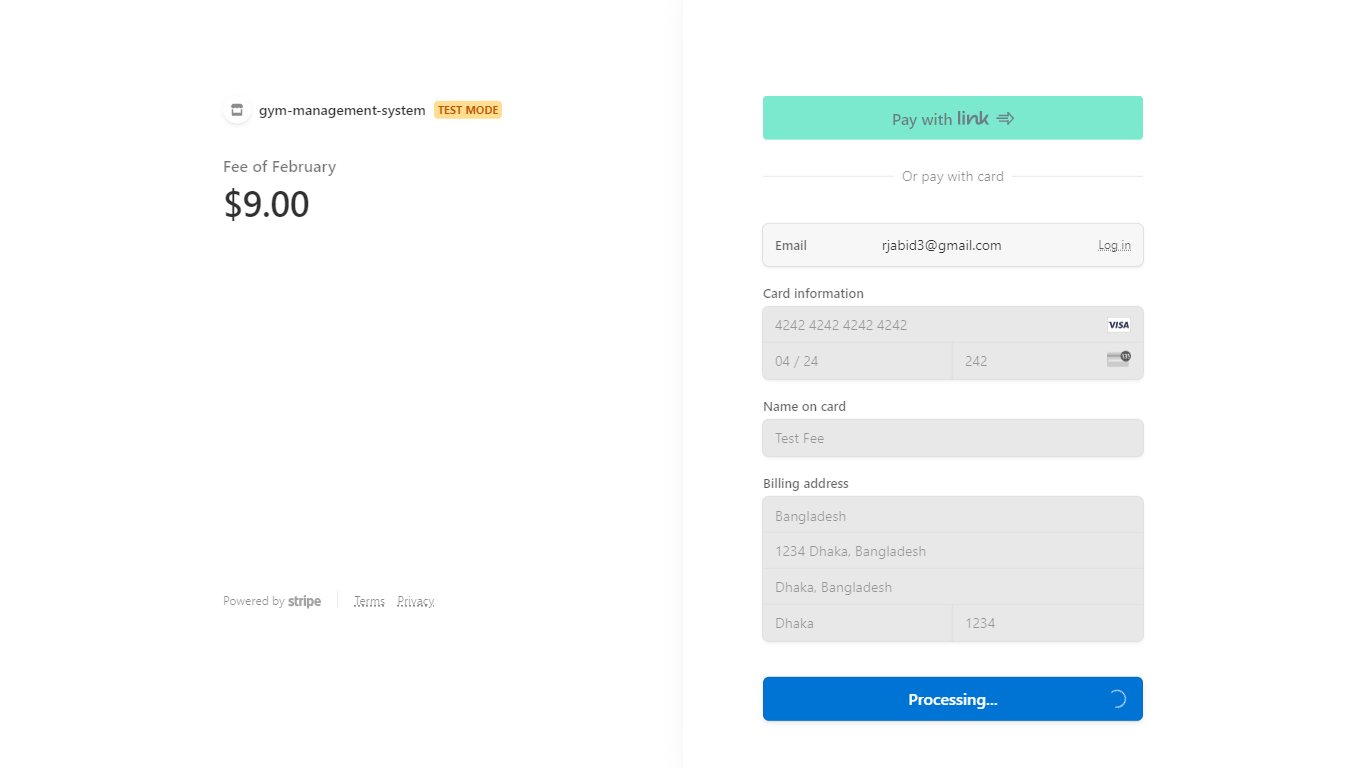 gym-management-system TEST MODE
Fee of February
$9.00
Powered by stripe Terms Privacy
Pay with link
Or pay with card
Email rjabid3@gmail.com Log in
Card information
4242 4242 4242 4242 VISA
04 / 24 242 135
Name on card
Test Fee
Billing address
Bangladesh
1234 Dhaka, Bangladesh
Dhaka, Bangladesh
Dhaka 1234
Processing...